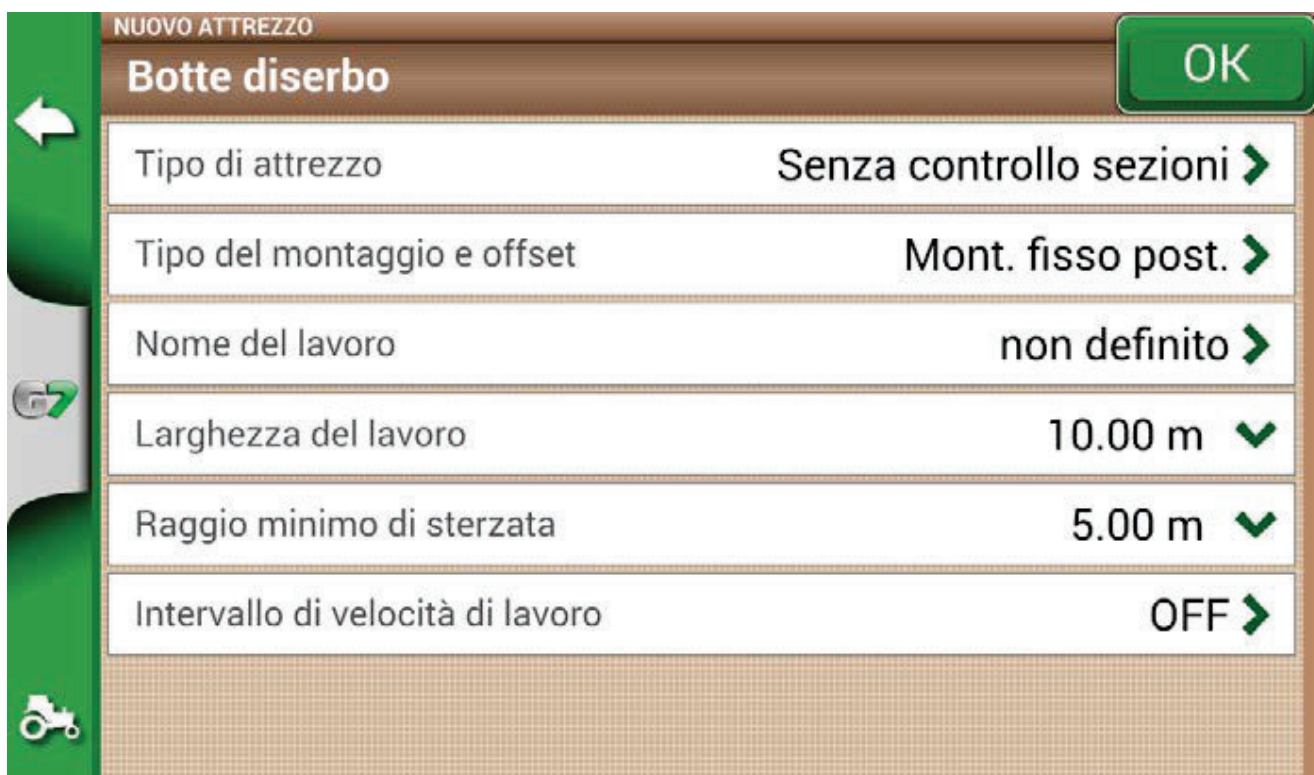 NUOVO ATTREZZO
Botte diserbo
OK
Tipo di attrezzo Senza controllo sezioni
Tipo del montaggio e offset Mont. fisso post.
Nome del lavoro non definito
Larghezza del lavoro 10.00 m
Raggio minimo di sterzata 5.00 m
Intervallo di velocità di lavoro OFF
G7